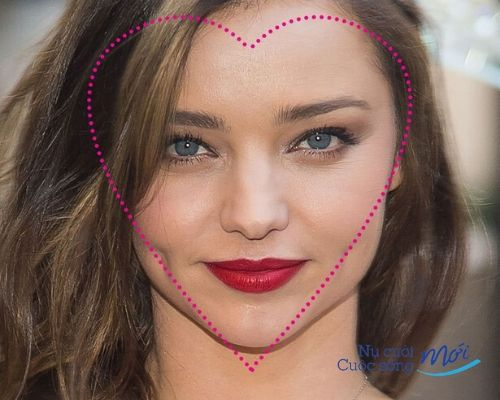 Nụ cười
Cuộc sống Mới